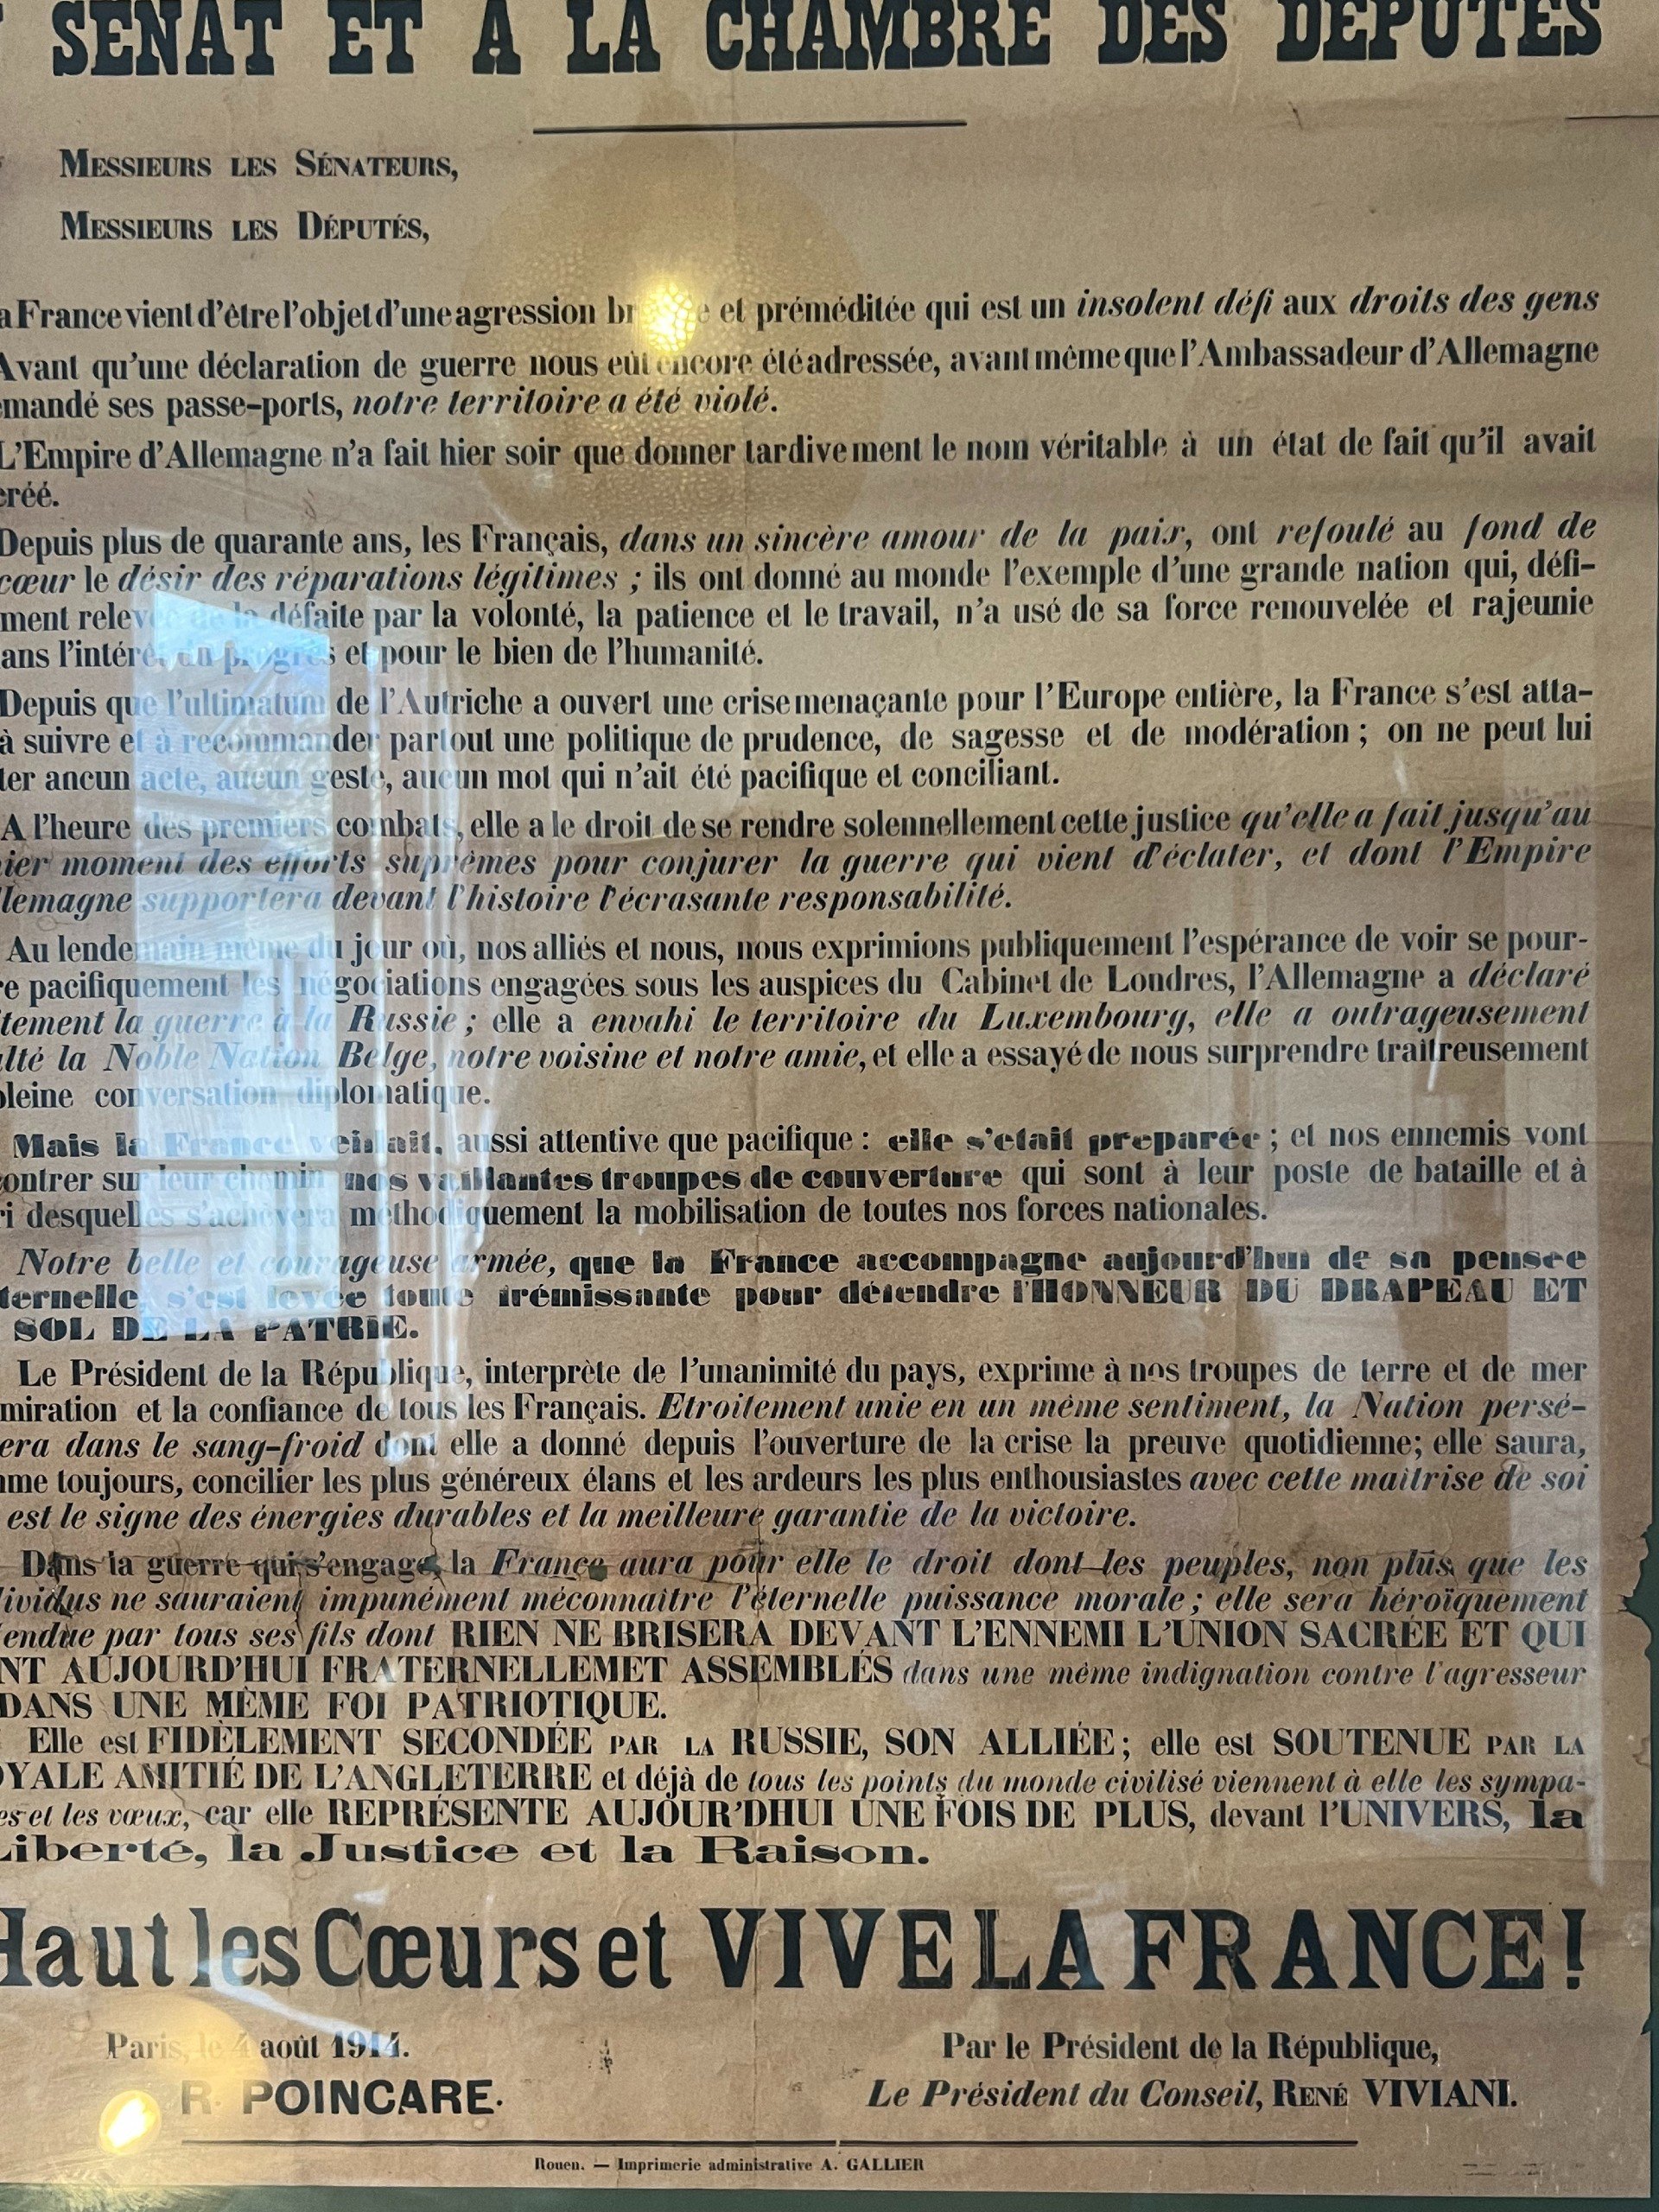 SÉNAT ET A LA CHAMBRE DES DÉPUTÉS
MESSIEURS LES SÉNATEURS,
MESSIEURS LES DÉPUTÉS,
a France vient d'être l'objet d'une agression et préméditée qui est un insolent défi aux droits des gens
Avant qu'une déclaration de guerre nous eût encore été adressée, avant même que l'Ambassadeur d'Allemagne
mandé ses passe-ports, notre territoire a été violé.
L'Empire d'Allemagne n'a fait hier soir que donner tardivement le nom véritable à un état de fait qu'il avait
créé.
Depuis plus de quarante ans, les Français, dans un sincère amour de la paix, ont refoulé au fond de
cœur le désir des réparations légitimes ; ils ont donné au monde l'exemple d'une grande nation qui, défi-
ment relevée de la défaite par la volonté, la patience et le travail, n'a usé de sa force renouvelée et rajeunie
ans l'intérêt du progrès et pour le bien de l'humanité.
Depuis que l'ultimatum de l'Autriche a ouvert une crise menaçante pour l'Europe entière, la France s'est atta-
à suivre et à recommander partout une politique de prudence, de sagesse et de modération ; on ne peut lui
ter ancun acte, aucun geste, aucun mot qui n'ait été pacifique et conciliant.
A l'heure des premiers combats, elle a le droit de se rendre solennellement cette justice qu'elle a fait jusqu'au
ier moment des efforts suprêmes pour conjurer la guerre qui vient d'éclater, et dont l'Empire
llemagne supportera devant l'histoire l'écrasante responsabilité.
Au lendemain même du jour où, nos alliés et nous, nous exprimions publiquement l'espérance de voir se pour-
re pacifiquement les négociations engagées sous les auspices du Cabinet de Londres, l'Allemagne a déclaré
itement la guerre à la Russie ; elle a envahi le territoire du Luxembourg, elle a outrageusement
ulté la Noble Nation Belge, notre voisine et notre amie, et elle a essayé de nous surprendre traîtreusement
pleine conversation diplomatique.
Mais la France veillait, aussi attentive que pacifique : elle s'était préparée ; et nos ennemis vont
contrer sur leur chemin nos vaillantes troupes de couverture qui sont à leur poste de bataille et à
ri desquelles s'achèvera méthodiquement la mobilisation de toutes nos forces nationales.
Notre belle et courageuse armée, que la France accompagne aujourd'hui de sa pensée
ternelle, s'est levée toute frémissante pour défendre l'HONNEUR DU DRAPEAU ET
SOL DE LA PATRIE.
Le Président de la République, interprète de l'unanimité du pays, exprime à nos troupes de terre et de mer
miration et la confiance de tous les Français. Etroitement unie en un même sentiment, la Nation persé-
era dans le sang-froid dont elle a donné depuis l'ouverture de la crise la preuve quotidienne; elle saura,
mme toujours, concilier les plus généreux élans et les ardeurs les plus enthousiastes avec cette maîtrise de soi
est le signe des énergies durables et la meilleure garantie de la victoire.
Dans la guerre qui s'engage, la France aura pour elle le droit dont les peuples, non plus que les
dividus ne sauraient impunément méconnaître l'éternelle puissance morale ; elle sera héroïquement
fendue par tous ses fils dont RIEN NE BRISERA DEVANT L'ENNEMI L'UNION SACRÉE ET QUI
NT AUJOURD'HUI FRATERNELLEMET ASSEMBLÉS dans une même indignation contre l'agresseur
DANS UNE MÊME FOI PATRIOTIQUE.
Elle est FIDÈLEMENT SECONDÉE PAR LA RUSSIE, SON ALLIÉE ; elle est SOUTENUE PAR LA
OYALE AMITIÉ DE L'ANGLETERRE et déjà de tous les points du monde civilisé viennent à elle les sympa-
es et les vœux, car elle REPRÉSENTE AUJOUR'DHUI UNE FOIS DE PLUS, devant l'UNIVERS, la
Liberté, la Justice et la Raison.
Haut les Cœurs et VIVE LA FRANCE !
Paris, le 4 août 1914.
R. POINCARE.
Par le Président de la République,
Le Président du Conseil, RENÉ VIVIANI.
Rouen. — Imprimerie administrative A. GALLIER